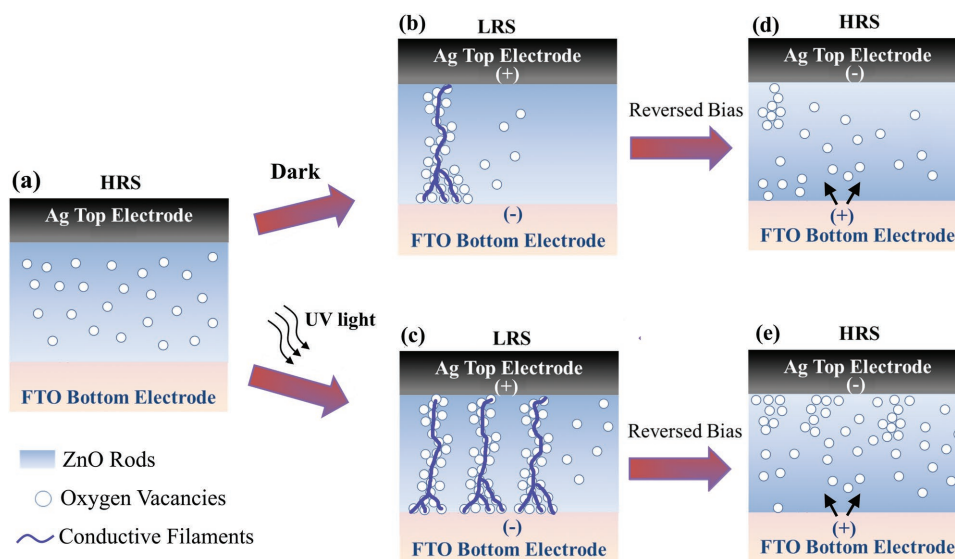 (a)
HRS
Ag Top Electrode
FTO Bottom Electrode
ZnO Rods
Oxygen Vacancies
Conductive Filaments
Dark
UV light
(b)
LRS
Ag Top Electrode
(+)
(-)
FTO Bottom Electrode
Reversed Bias
(d)
HRS
Ag Top Electrode
(-)
(+)
FTO Bottom Electrode
(c)
LRS
Ag Top Electrode
(+)
(-)
FTO Bottom Electrode
Reversed Bias
(e)
HRS
Ag Top Electrode
(-)
(+)
FTO Bottom Electrode